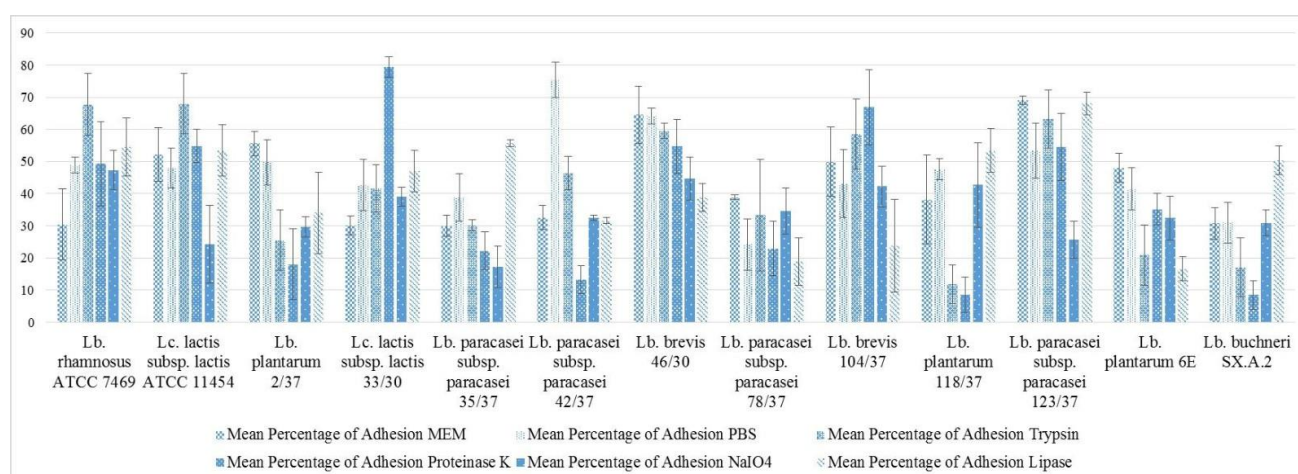 90
80
70
60
50
40
30
20
10
0
Lb. rhamnosus ATCC 7469
Lc. lactis subsp. lactis ATCC 11454
Lb. plantarum 2/37
Lc. lactis subsp. lactis 33/30
Lb. paracasei subsp. paracasei 35/37
Lb. paracasei subsp. paracasei 42/37
Lb. brevis 46/30
Lb. paracasei subsp. paracasei 78/37
Lb. brevis 104/37
Lb. plantarum 118/37
Lb. paracasei subsp. paracasei 123/37
Lb. plantarum 6E
Lb. buchneri SX.A.2
Mean Percentage of Adhesion MEM
Mean Percentage of Adhesion PBS
Mean Percentage of Adhesion Trypsin
Mean Percentage of Adhesion Proteinase K
Mean Percentage of Adhesion NaIO4
Mean Percentage of Adhesion Lipase